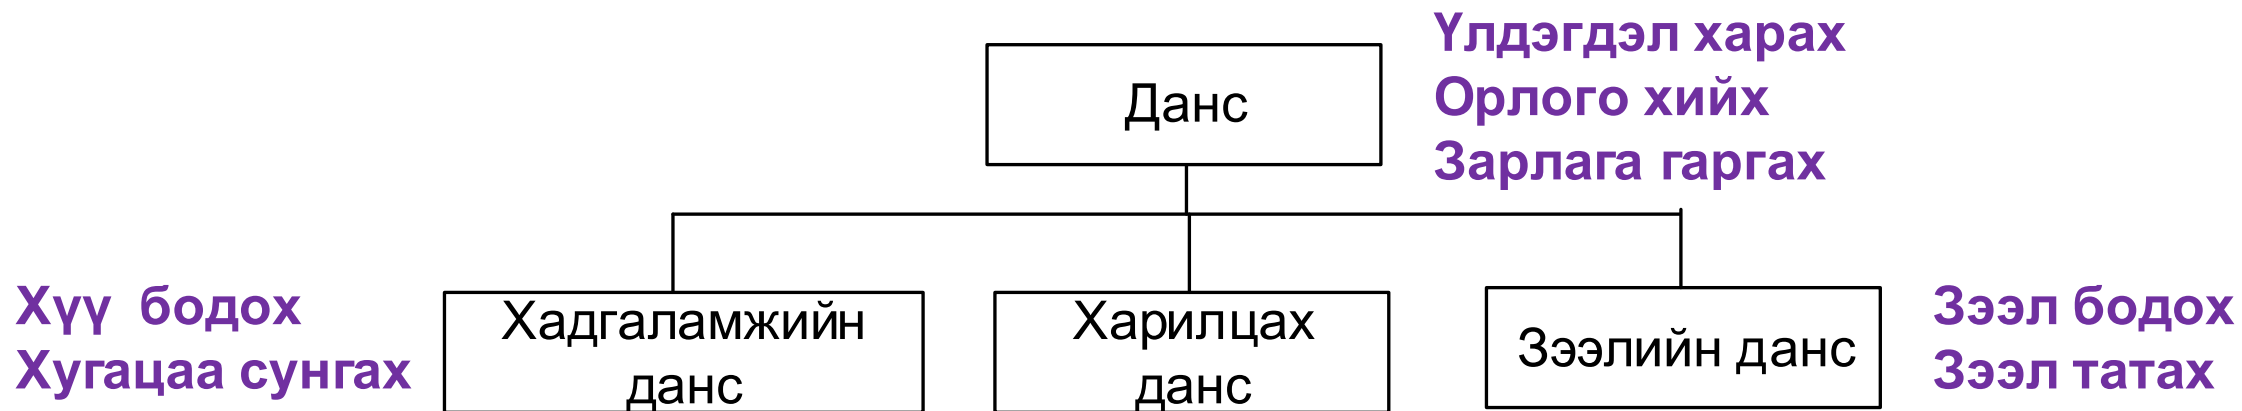 Данс
Үлдэгдэл харах
Орлого хийх
Зарлага гаргах
Хүү  бодох
Хугацаа сунгах
Хадгаламжийн
данс
Харилцах
данс
Зээлийн данс
Зээл бодох
Зээл татах